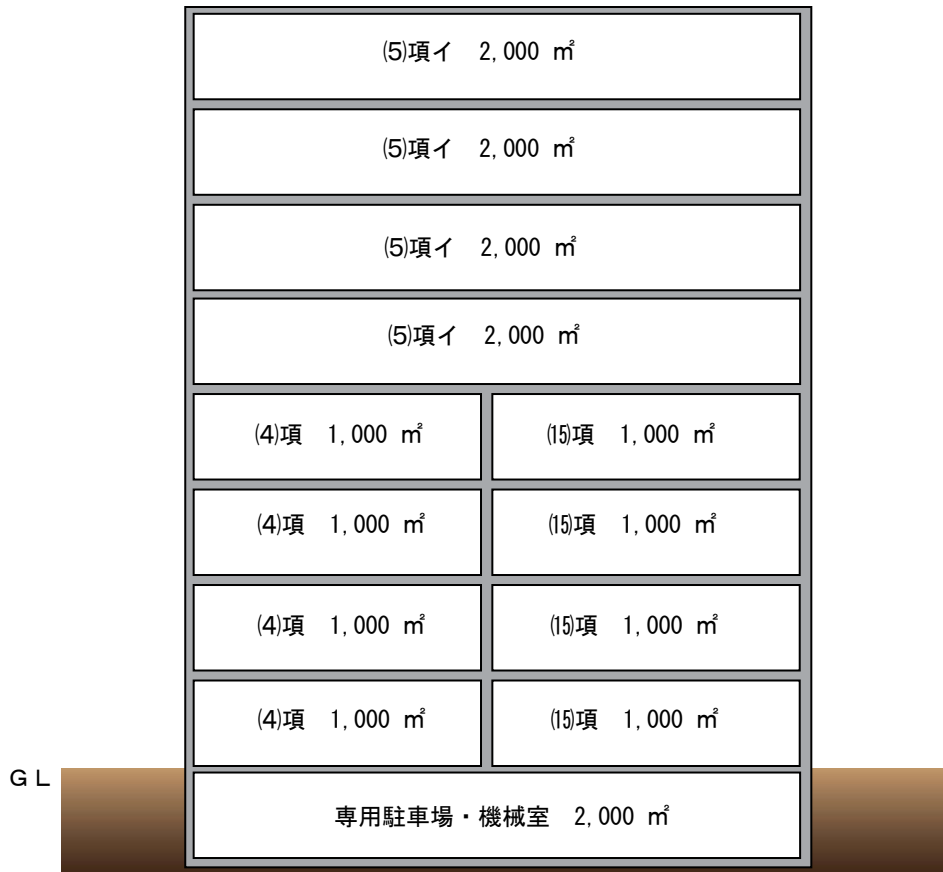 ⑸項イ 2,000 ㎡
⑸項イ 2,000 ㎡
⑸項イ 2,000 ㎡
⑸項イ 2,000 ㎡
⑷項 1,000 ㎡
⒂項 1,000 ㎡
⑷項 1,000 ㎡
⒂項 1,000 ㎡
⑷項 1,000 ㎡
⒂項 1,000 ㎡
⑷項 1,000 ㎡
⒂項 1,000 ㎡
ＧＬ
専用駐車場・機械室 2,000 ㎡